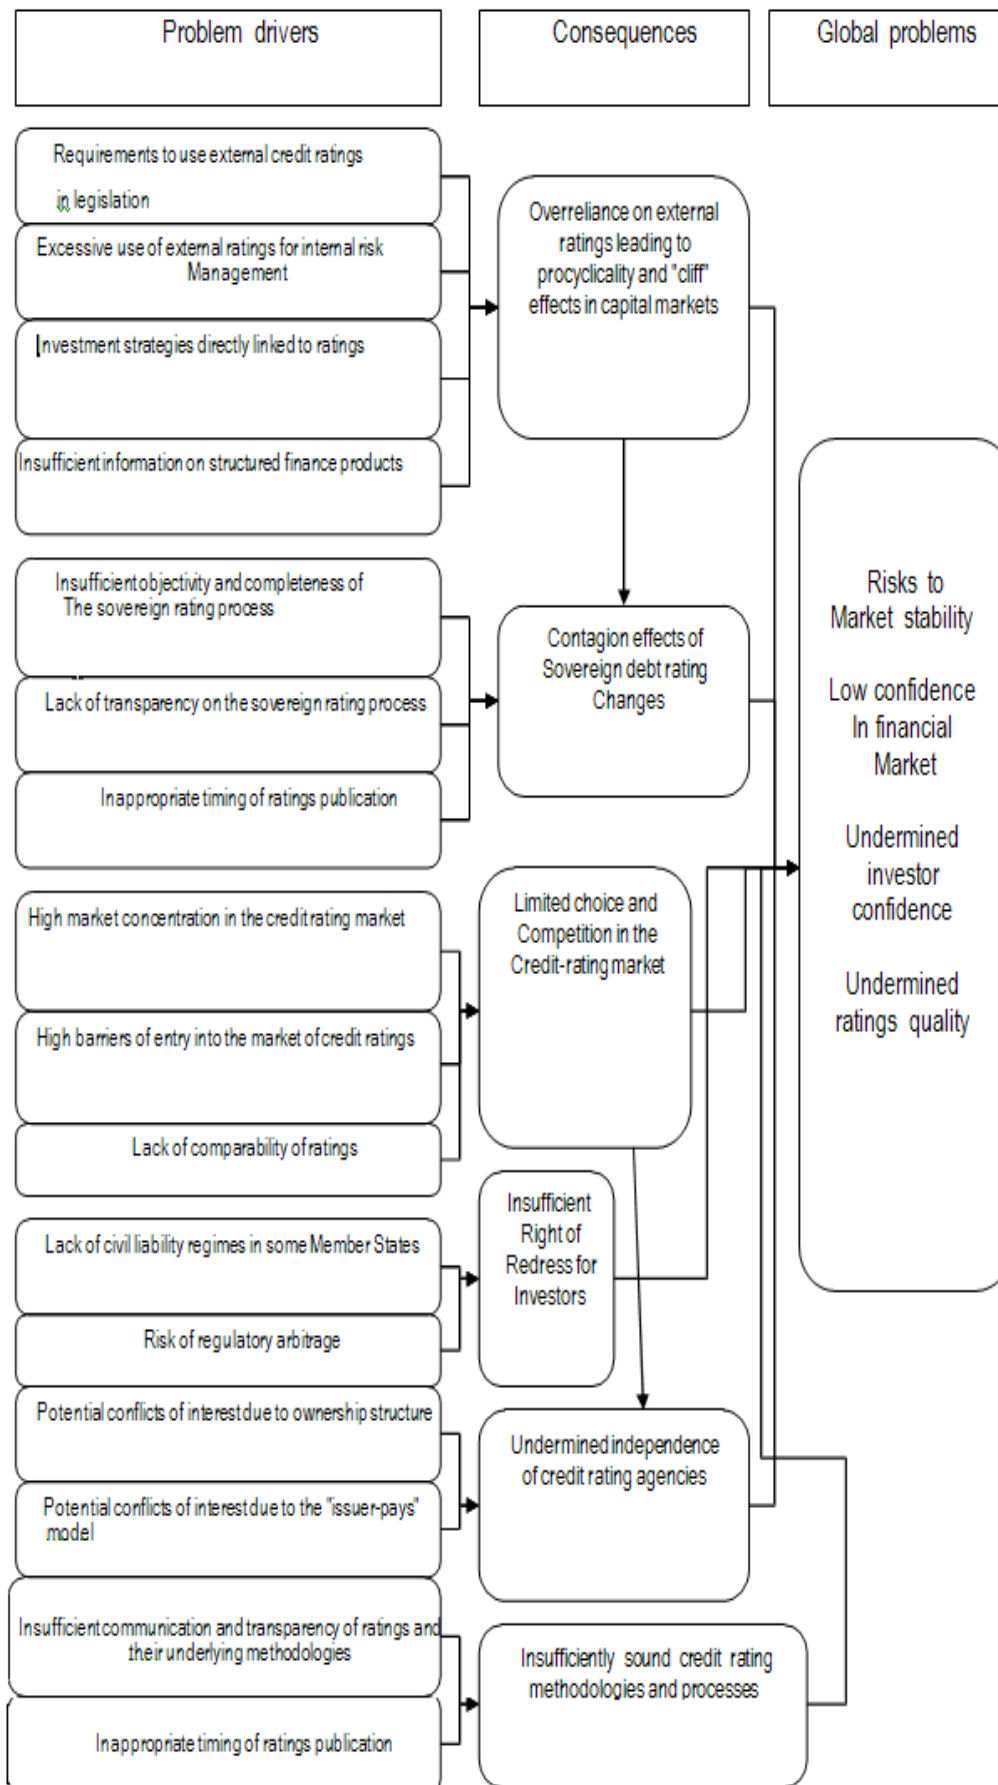 Problem drivers
Consequences
Global problems
Requirements to use external credit ratings
in legislation
Excessive use of external ratings for internal risk
Management
Investment strategies directly linked to ratings
Insufficient information on structured finance products
Overreliance on external
ratings leading to
procyclicality and "cliff"
effects in capital markets
Insufficient objectivity and completeness of
The sovereign rating process
Lack of transparency on the sovereign rating process
Inappropriate timing of ratings publication
Contagion effects of
Sovereign debt rating
Changes
High market concentration in the credit rating market
High barriers of entry into the market of credit ratings
Lack of comparability of ratings
Limited choice and
Competition in the
Credit-rating market
Lack of civil liability regimes in some Member States
Risk of regulatory arbitrage
Insufficient
Right of
Redress for
Investors
Potential conflicts of interest due to ownership structure
Potential conflicts of interest due to the "issuer-pays"
model
Undermined independence
of credit rating agencies
Insufficient communication and transparency of ratings and
their underlying methodologies
Inappropriate timing of ratings publication
Insufficiently sound credit rating
methodologies and processes
Risks to
Market stability
Low confidence
In financial
Market
Undermined
investor
confidence
Undermined
ratings quality